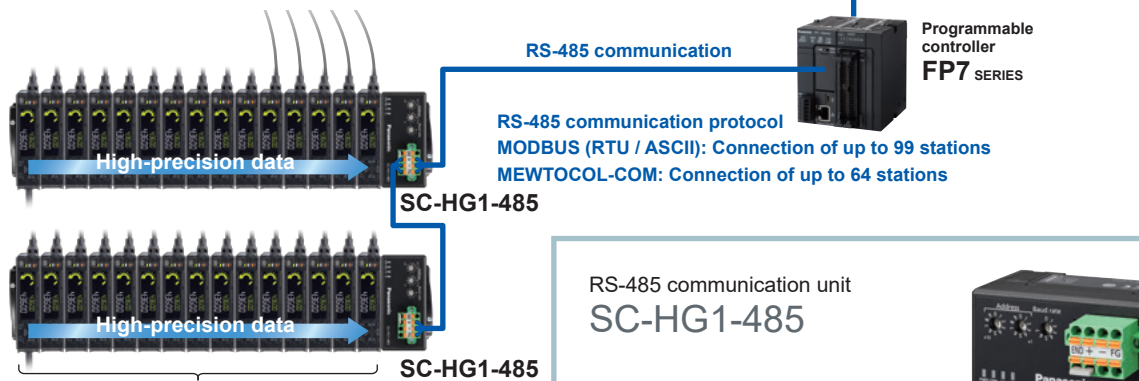 Programmable
controller
FP7 SERIES
RS-485 communication
RS-485 communication protocol
MODBUS (RTU / ASCII): Connection of up to 99 stations
MEWTOCOL-COM: Connection of up to 64 stations
High-precision data
Panasonic
SC-HG1-485
RS-485 communication unit
SC-HG1-485
Address Baud rate
END + − FG
High-precision data
Panasonic
SC-HG1-485